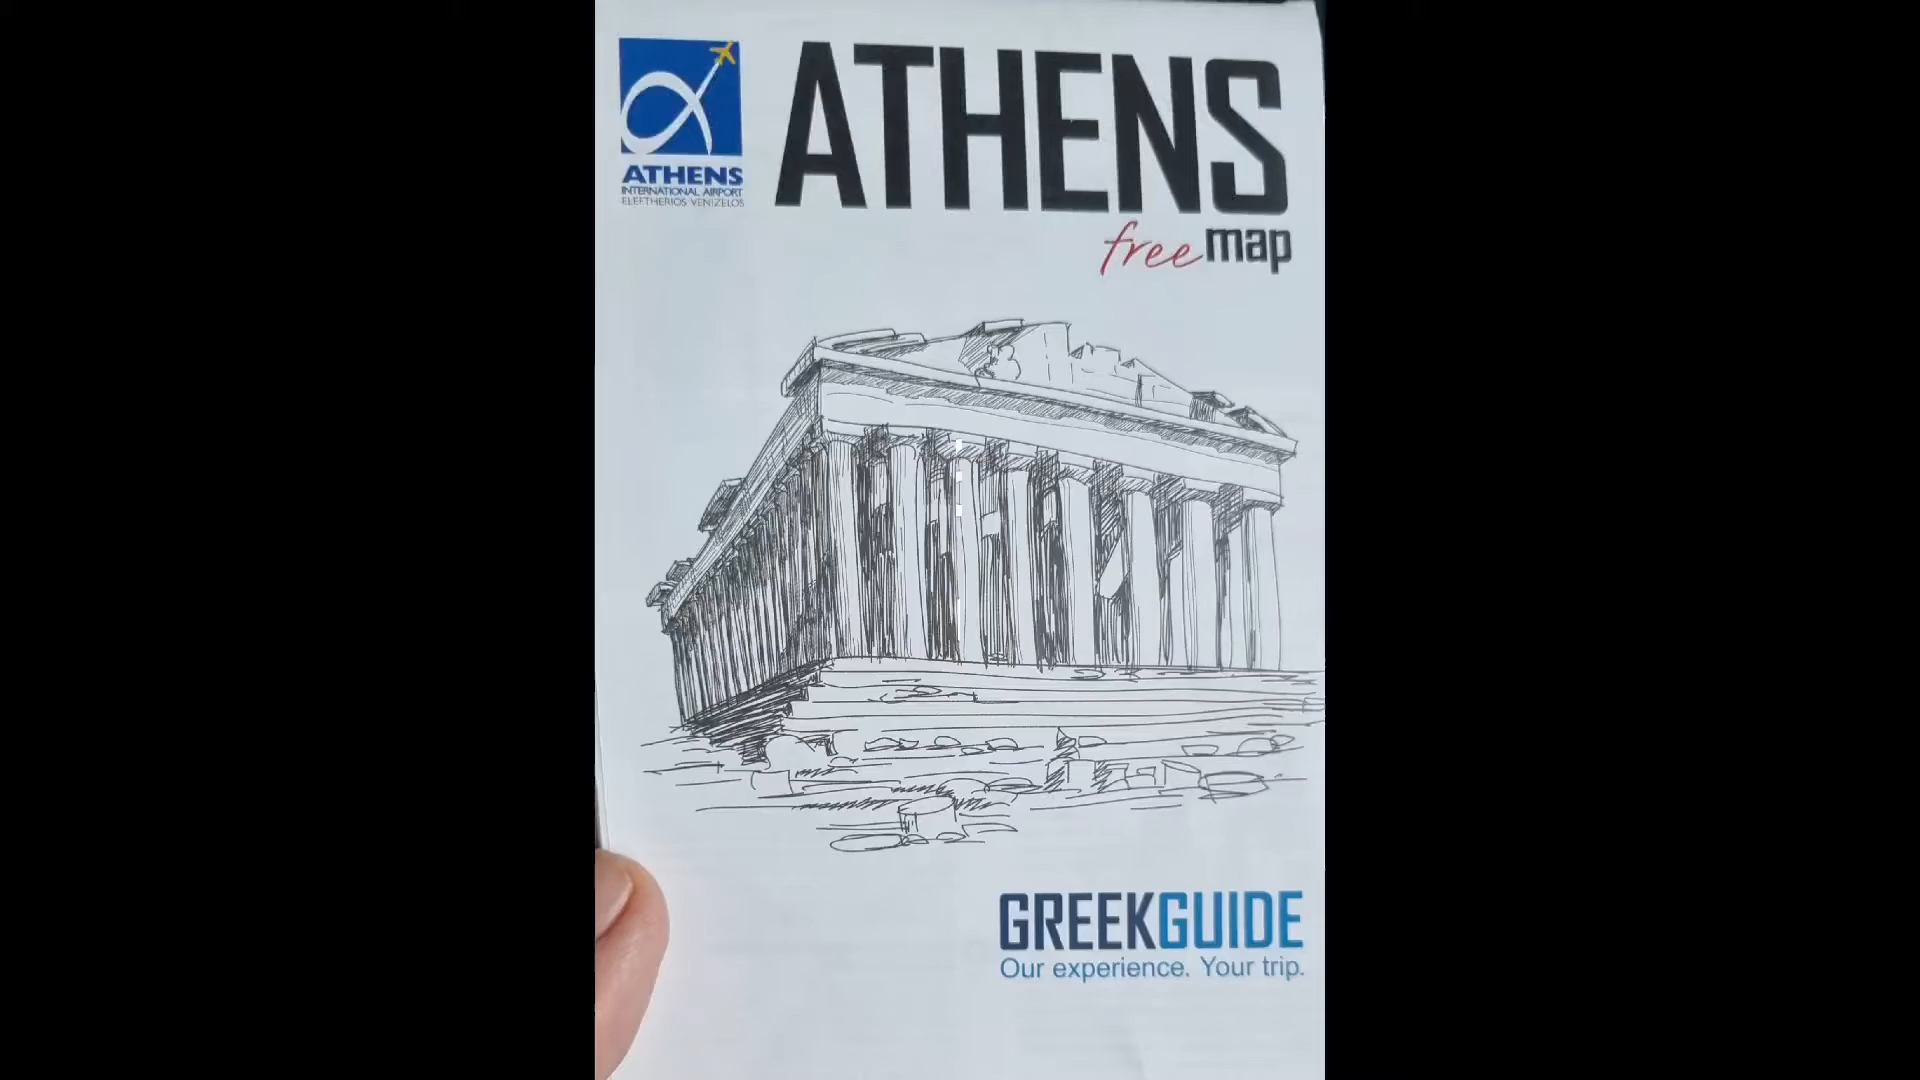 ATHENS
INTERNATIONAL AIRPORT
ELEFTHERIOS VENIZELOS
ATHENS
free map
GREEKGUIDE
Our experience. Your trip.